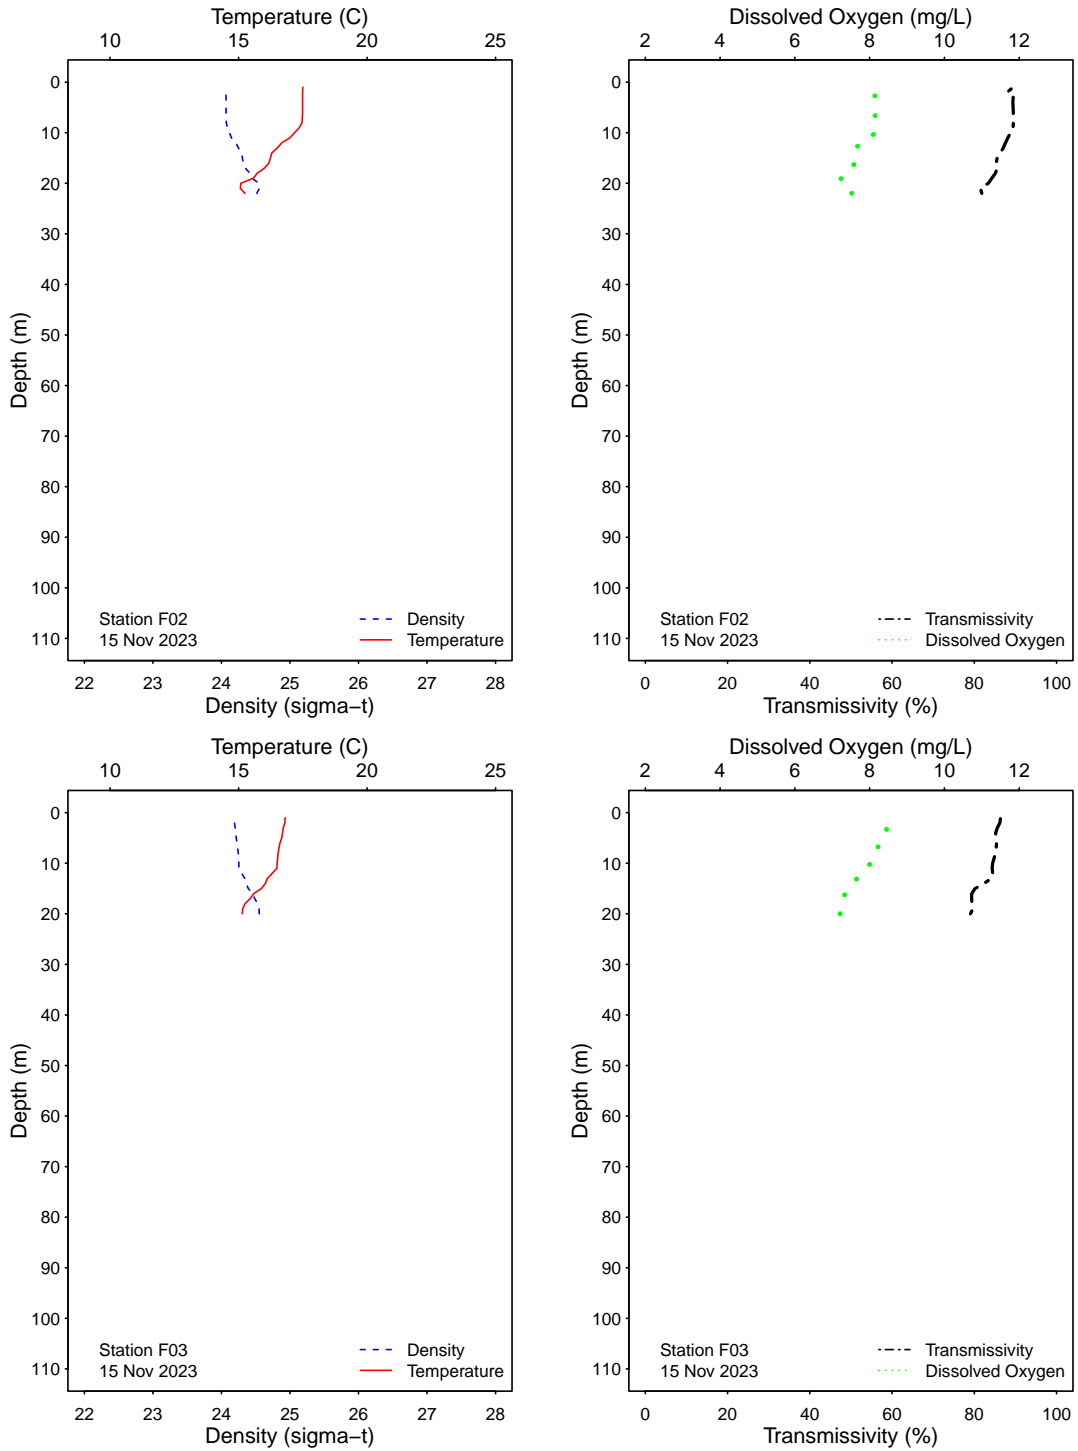 Temperature (C)
10 15 20 25
0
10
20
30
40
50
60
70
80
90
100
110
Depth (m)
Station F02
15 Nov 2023
Density
Temperature
22 23 24 25 26 27 28
Density (sigma−t)
Dissolved Oxygen (mg/L)
2 4 6 8 10 12
0
10
20
30
40
50
60
70
80
90
100
110
Depth (m)
Station F02
15 Nov 2023
Transmissivity
Dissolved Oxygen
0 20 40 60 80 100
Transmissivity (%)
Temperature (C)
10 15 20 25
0
10
20
30
40
50
60
70
80
90
100
110
Depth (m)
Station F03
15 Nov 2023
Density
Temperature
22 23 24 25 26 27 28
Density (sigma−t)
Dissolved Oxygen (mg/L)
2 4 6 8 10 12
0
10
20
30
40
50
60
70
80
90
100
110
Depth (m)
Station F03
15 Nov 2023
Transmissivity
Dissolved Oxygen
0 20 40 60 80 100
Transmissivity (%)